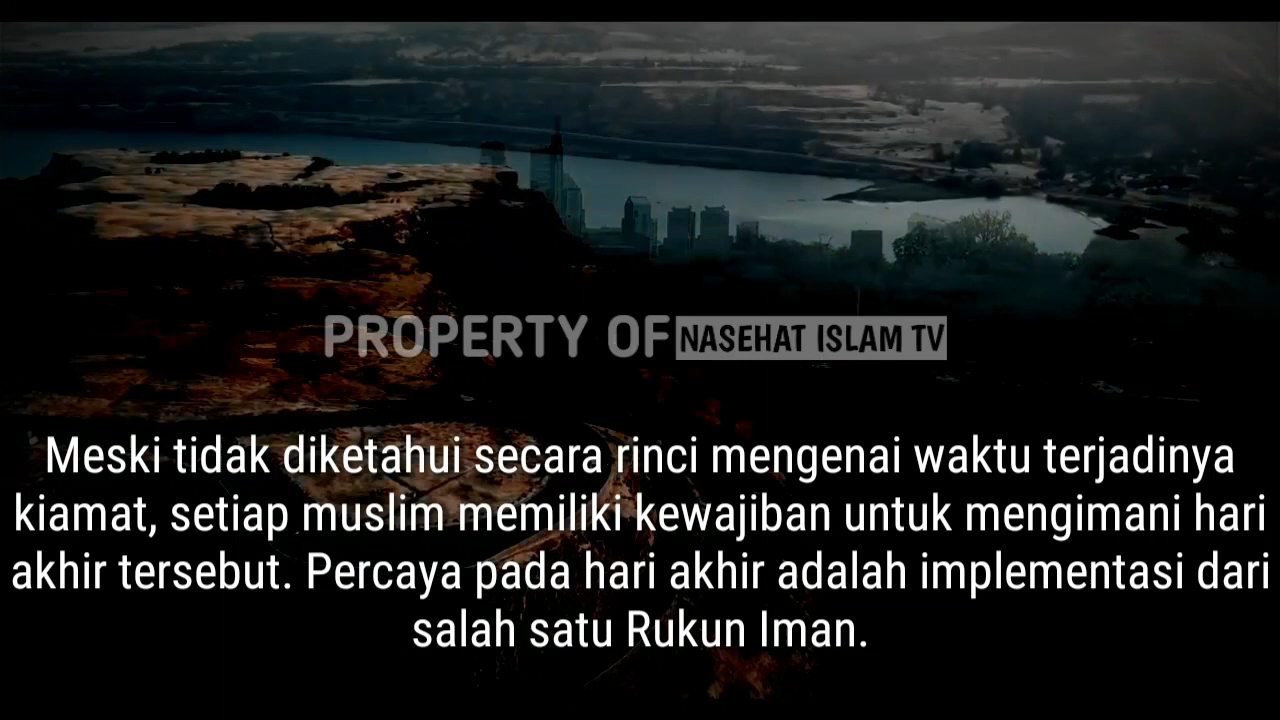 PROPERTY OF NASEHAT ISLAM TV
Meski tidak diketahui secara rinci mengenai waktu terjadinya
kiamat, setiap muslim memiliki kewajiban untuk mengimani hari
akhir tersebut. Percaya pada hari akhir adalah implementasi dari
salah satu Rukun Iman.